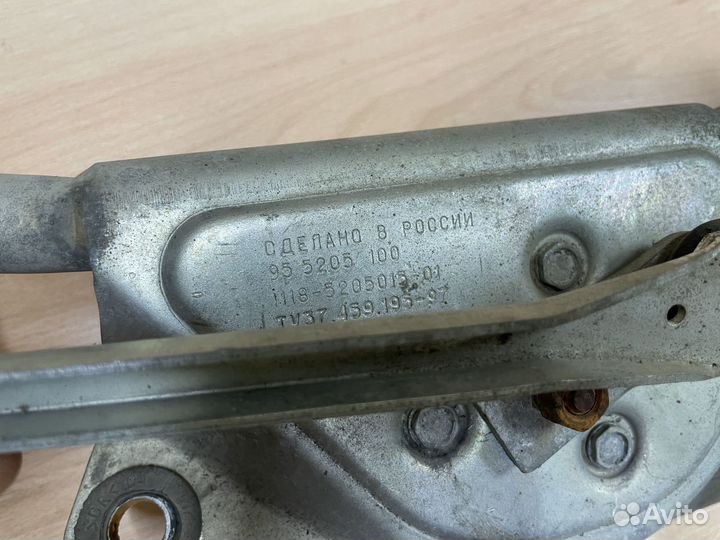 СДЕЛАНО В РОССИИ
95 5205 100
1118-5205015-01
ТУ37.459.195-97
Avito